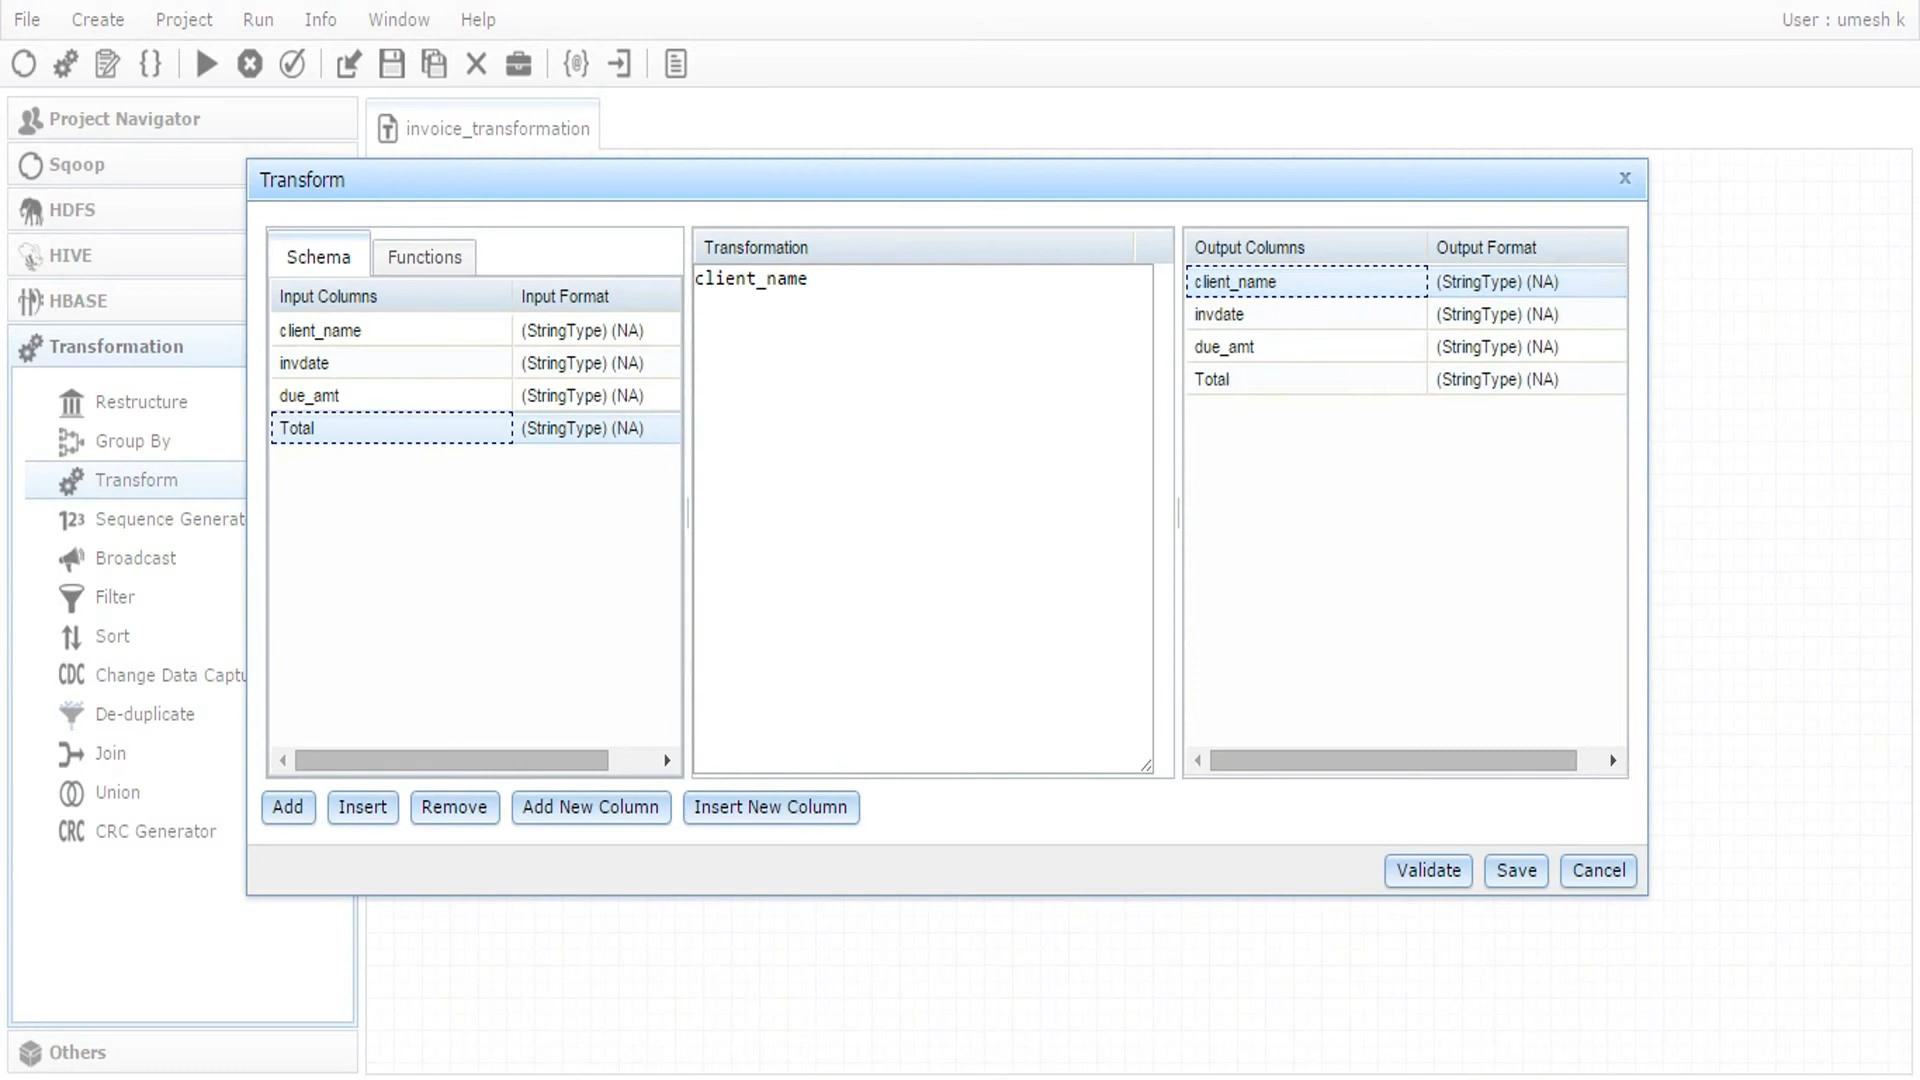 File Create Project Run Info Window Help User : umesh k
Project Navigator
invoice_transformation
Sqoop
HDFS
HIVE
HBASE
Transformation
Restructure
Group By
Transform
123 Sequence Generat
Broadcast
Filter
Sort
CDC Change Data Captu
De-duplicate
Join
Union
CRC CRC Generator
Others
Transform x
Schema Functions
Input Columns Input Format
client_name (StringType) (NA)
invdate (StringType) (NA)
due_amt (StringType) (NA)
Total (StringType) (NA)
Transformation
client_name
Output Columns Output Format
client_name (StringType) (NA)
invdate (StringType) (NA)
due_amt (StringType) (NA)
Total (StringType) (NA)
Add Insert Remove Add New Column Insert New Column
Validate Save Cancel